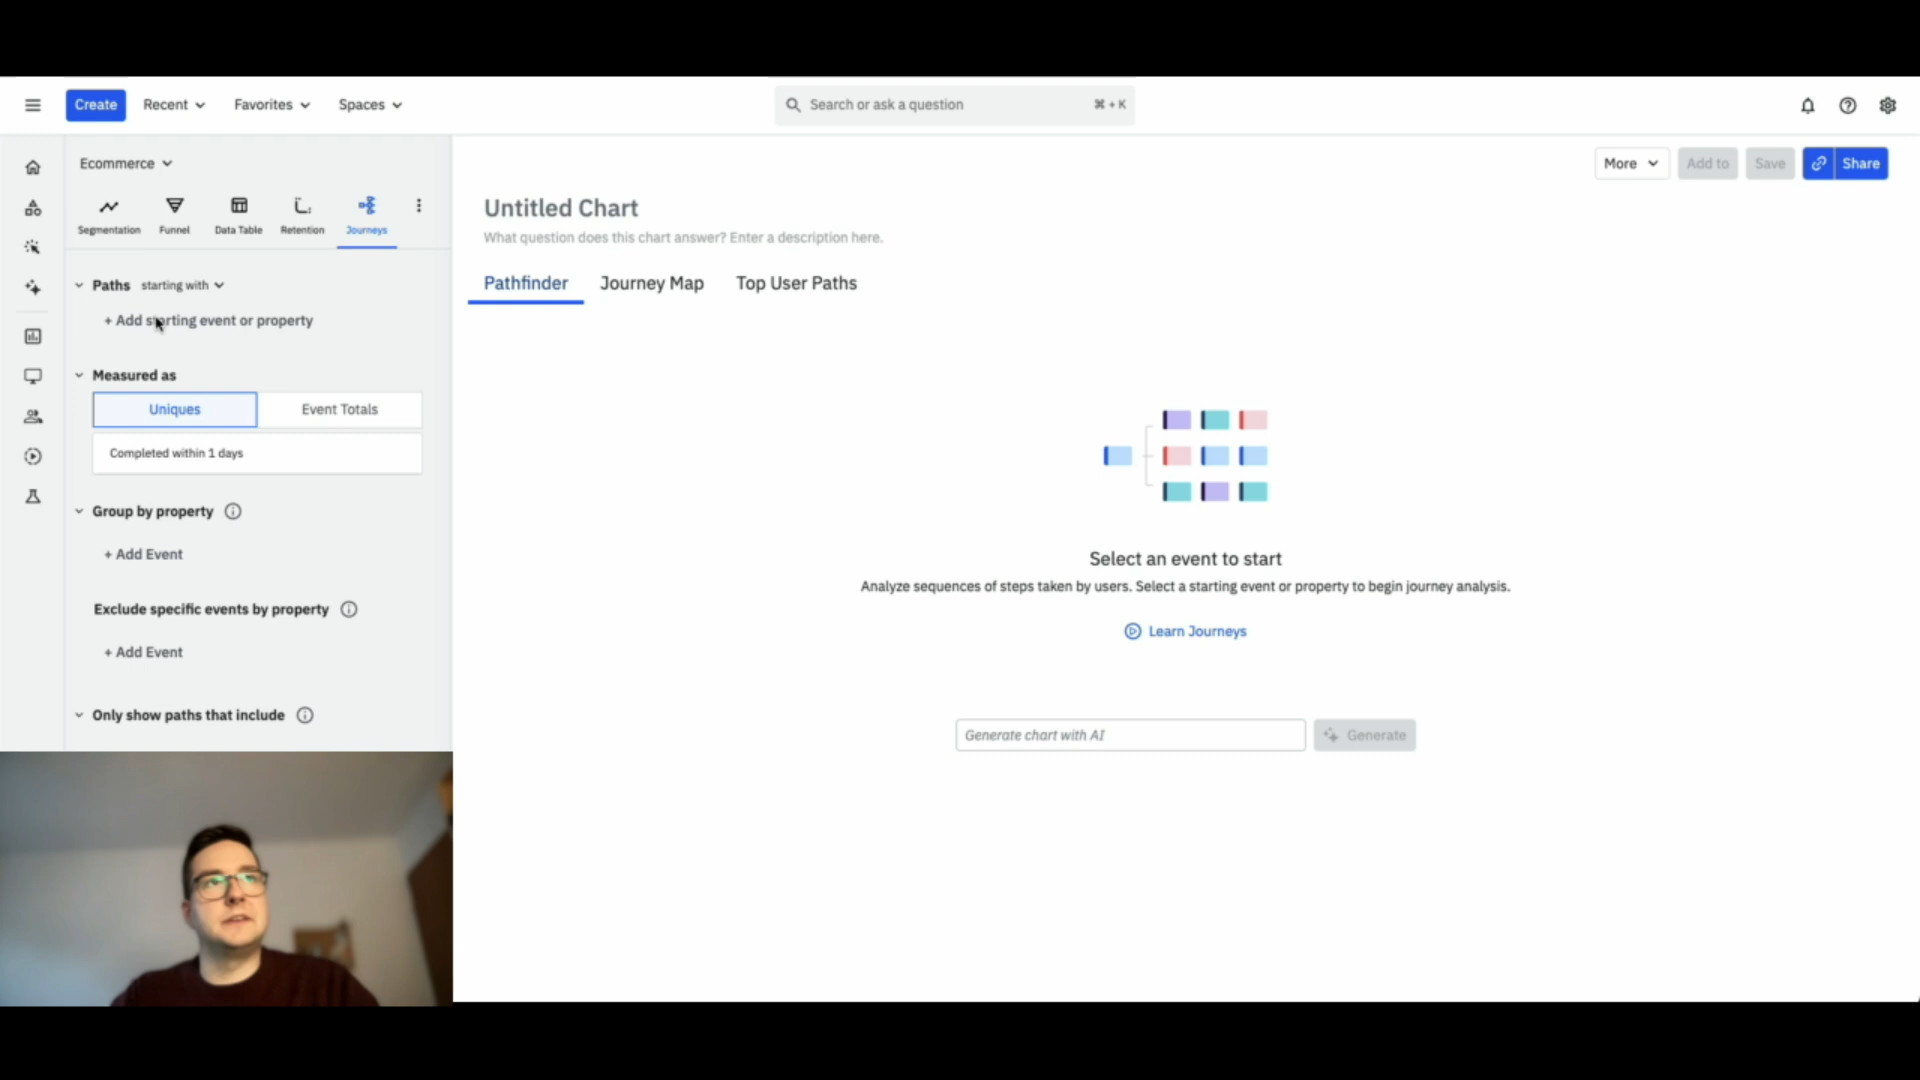 Create Recent Favorites Spaces Search or ask a question ⌘ + K
Ecommerce More Add to Save Share
Segmentation Funnel Data Table Retention Journeys
Untitled Chart
What question does this chart answer? Enter a description here.
Pathfinder Journey Map Top User Paths
Paths starting with
+ Add starting event or property
Measured as
Uniques Event Totals
Completed within 1 days
Group by property
+ Add Event
Exclude specific events by property
+ Add Event
Only show paths that include
Select an event to start
Analyze sequences of steps taken by users. Select a starting event or property to begin journey analysis.
Learn Journeys
Generate chart with AI Generate